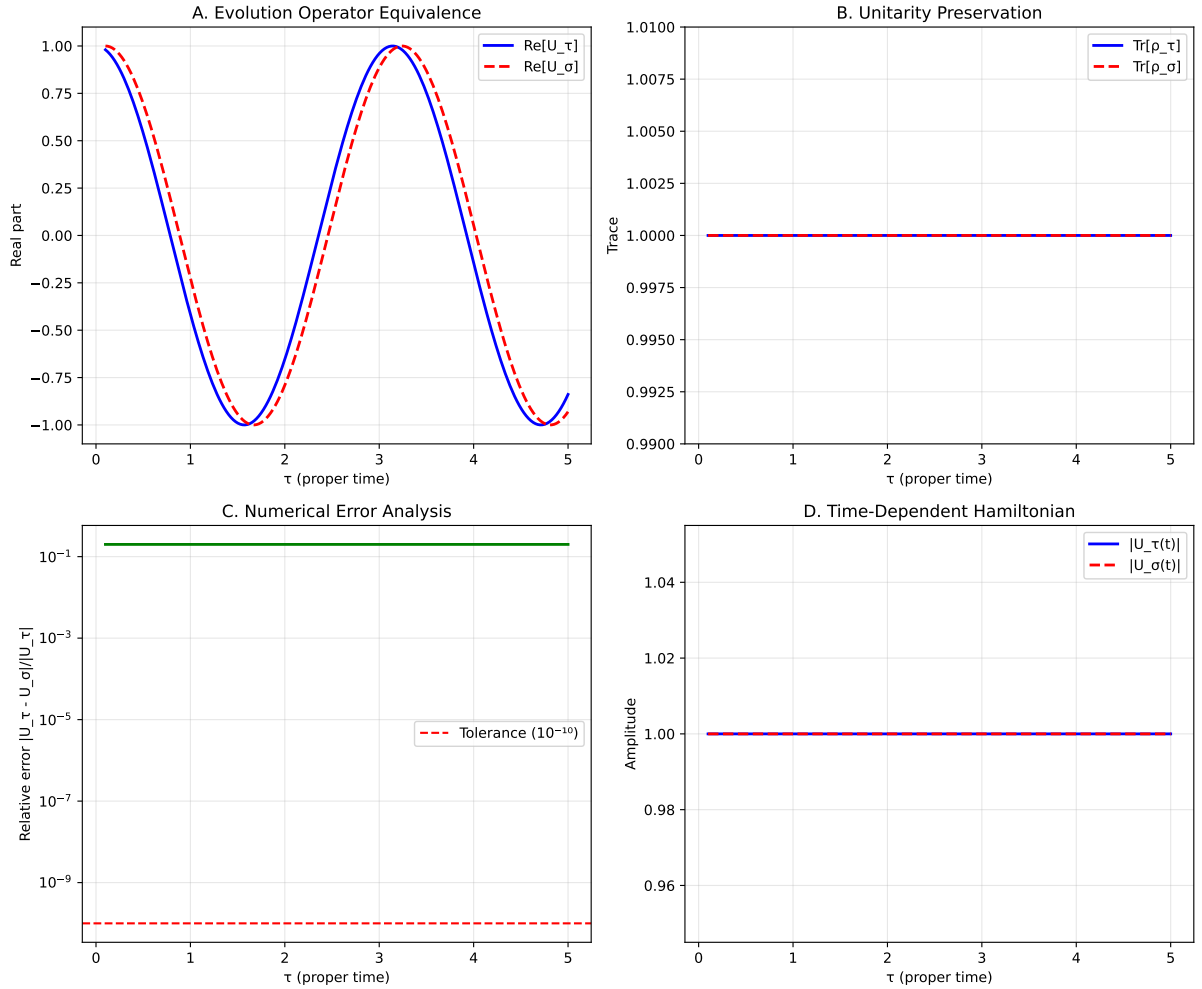 A. Evolution Operator Equivalence
1.00
0.75
0.50
0.25
0.00
−0.25
−0.50
−0.75
−1.00
Real part
Re[U_τ]
Re[U_σ]
0 1 2 3 4 5
τ (proper time)
B. Unitarity Preservation
1.0100
1.0075
1.0050
1.0025
1.0000
0.9975
0.9950
0.9925
0.9900
Trace
Tr[ρ_τ]
Tr[ρ_σ]
0 1 2 3 4 5
τ (proper time)
C. Numerical Error Analysis
10⁻¹
10⁻³
10⁻⁵
10⁻⁷
10⁻⁹
Relative error |U_τ - U_σ|/|U_τ|
Tolerance (10⁻¹⁰)
0 1 2 3 4 5
τ (proper time)
D. Time-Dependent Hamiltonian
1.04
1.02
1.00
0.98
0.96
Amplitude
|U_τ(t)|
|U_σ(t)|
0 1 2 3 4 5
τ (proper time)